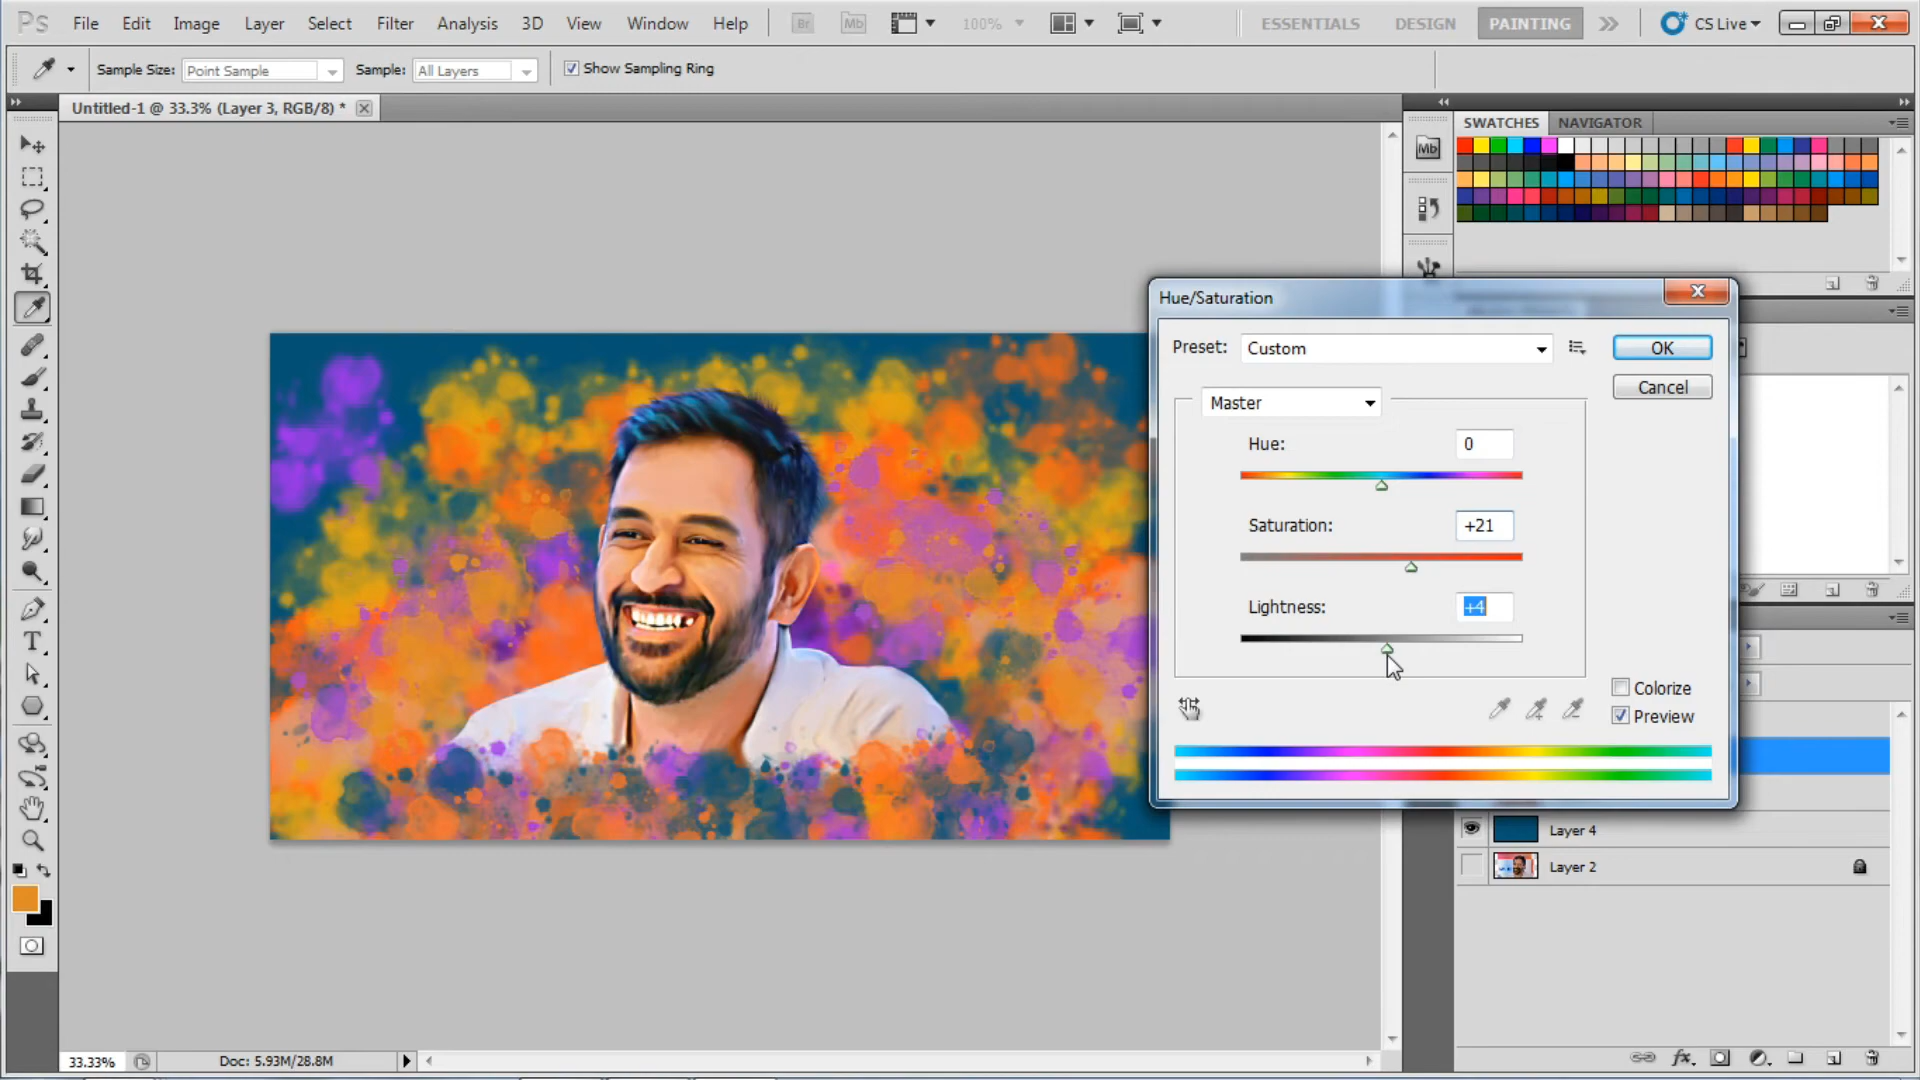 Ps File Edit Image Layer Select Filter Analysis 3D View Window Help Br Mb 100% ESSENTIALS DESIGN PAINTING CS Live
Sample Size: Point Sample Sample: All Layers Show Sampling Ring
Untitled-1 @ 33.3% (Layer 3, RGB/8) *
SWATCHES NAVIGATOR
Mb
Hue/Saturation
Preset: Custom OK
Cancel
Master
Hue: 0
Saturation: +21
Lightness: +4
Colorize
Preview
Layer 4
Layer 2
T
33.33% Doc: 5.93M/28.8M
fx